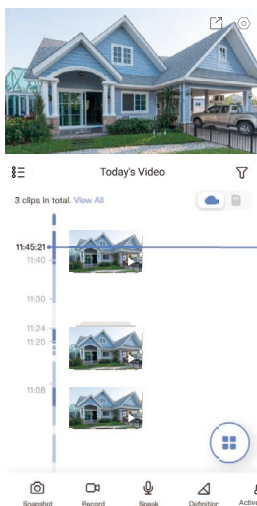 Today's Video
3 clips in total. View All
11:45:21
11:40
11:30
11:24
11:20
11:08
Snapshot
Record
Speak
Definition
Active